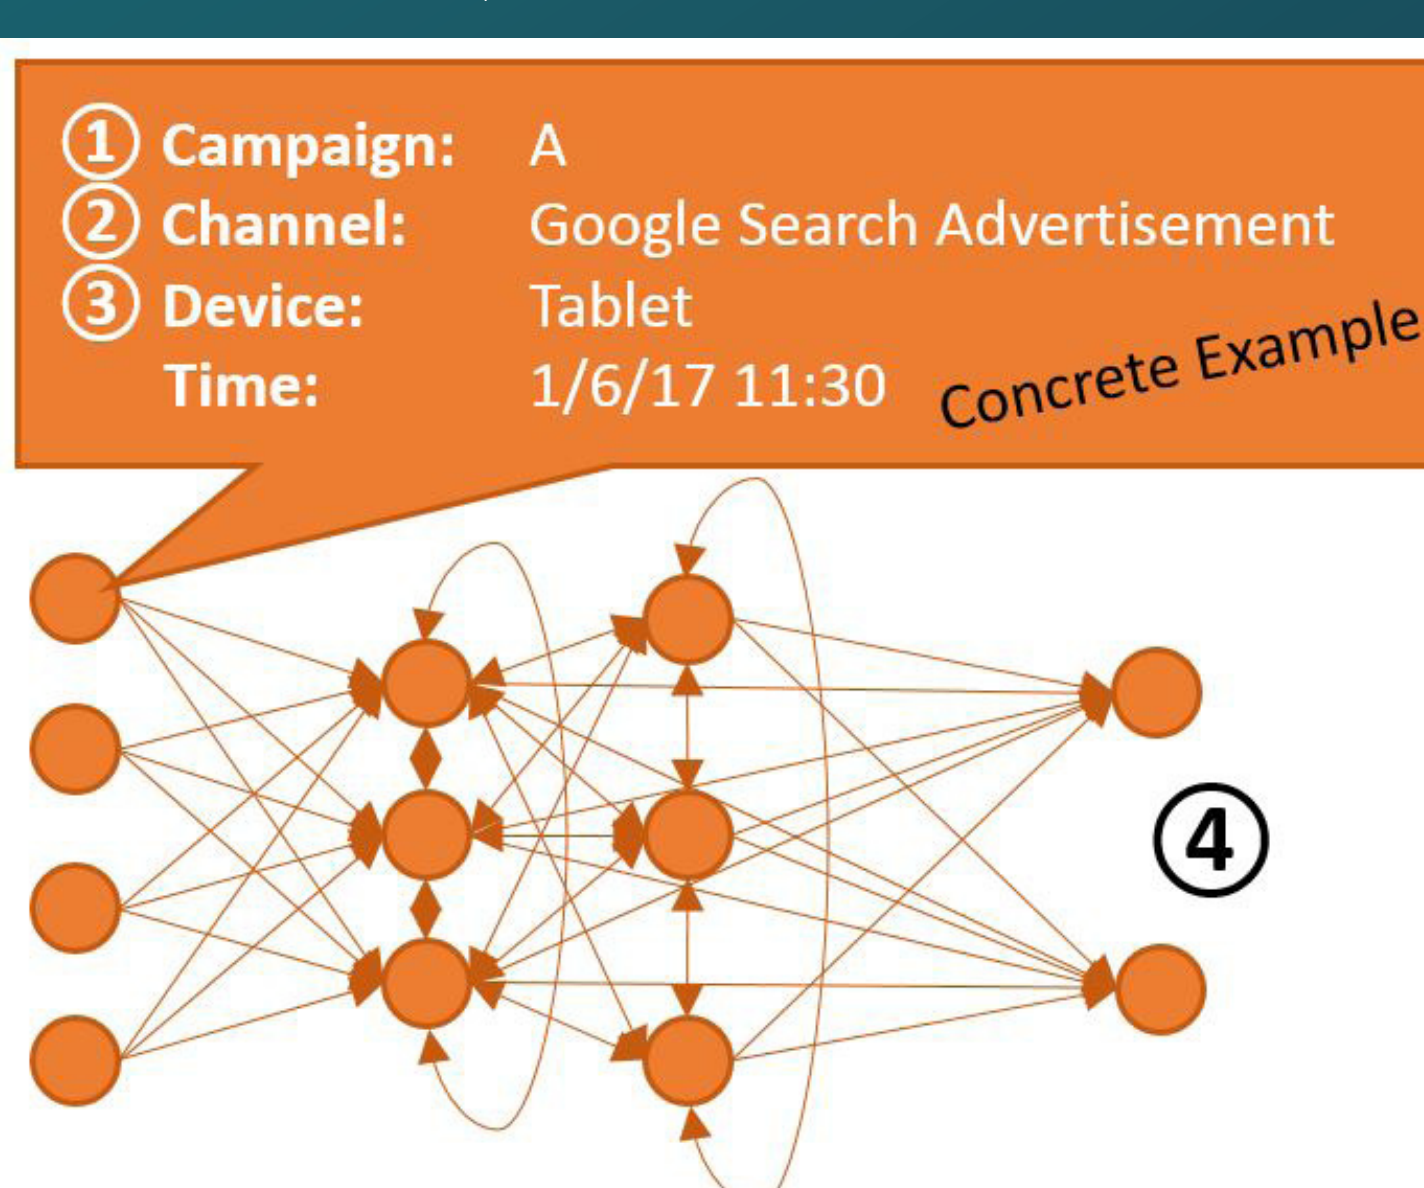 ① Campaign: A
② Channel: Google Search Advertisement
③ Device: Tablet
Time: 1/6/17 11:30
Concrete Example
④